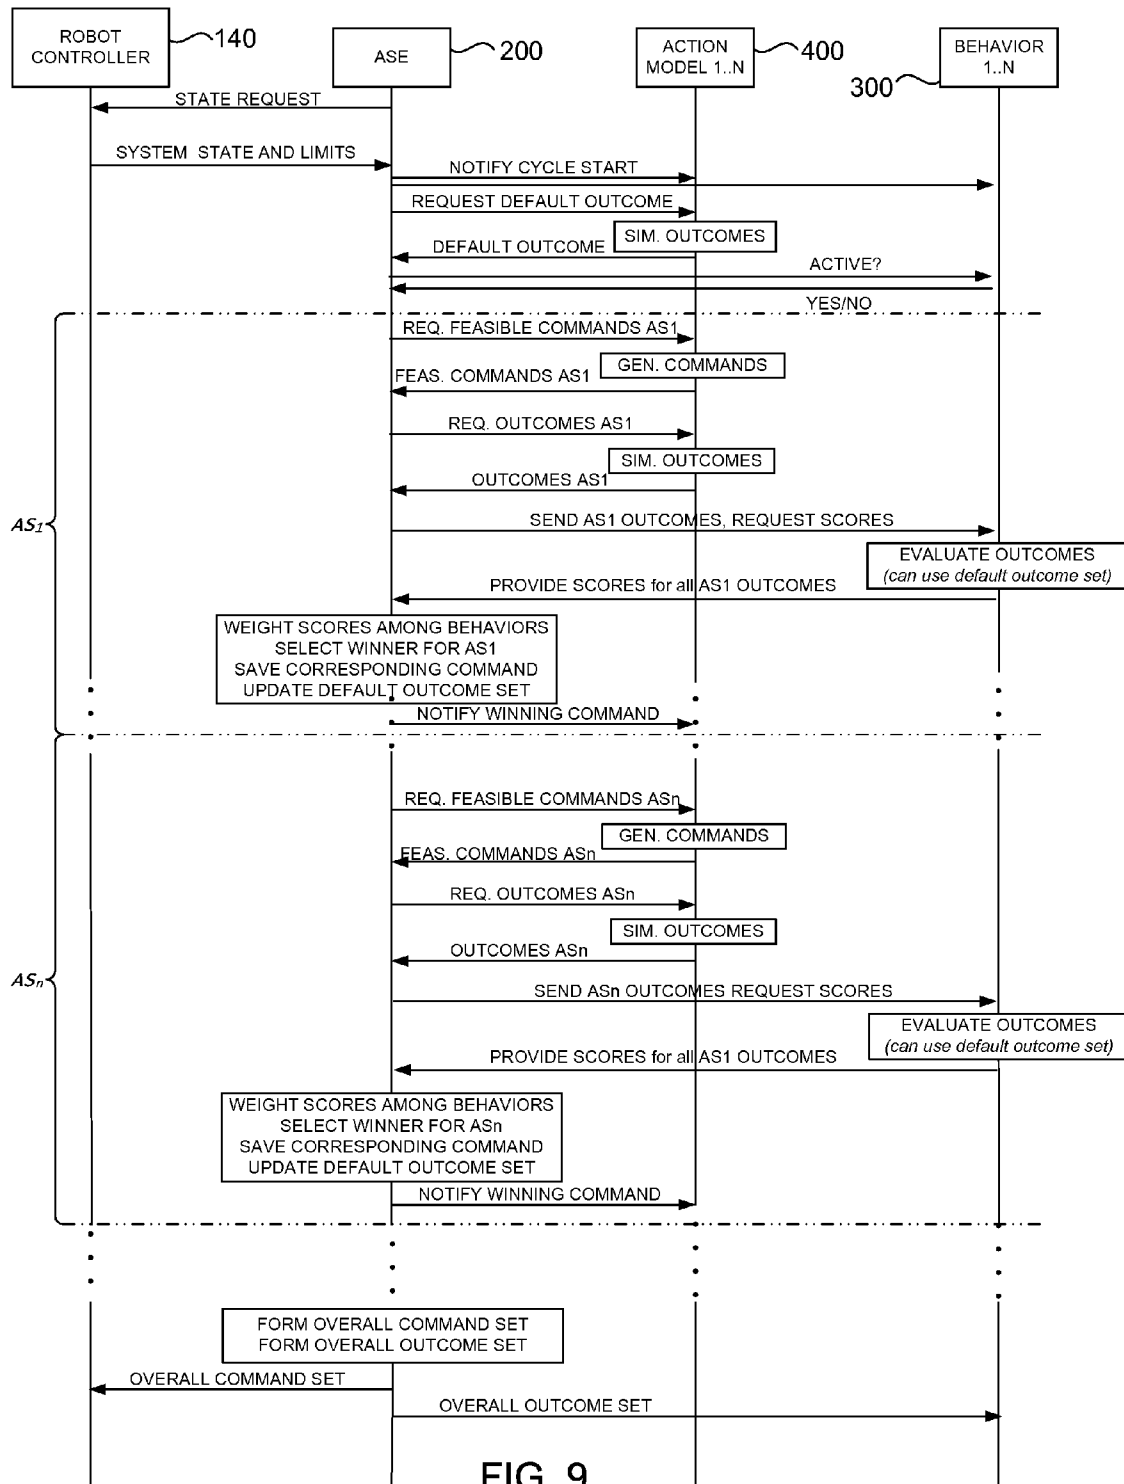 ROBOT
CONTROLLER
140
ASE
200
ACTION
MODEL 1..N
400
BEHAVIOR
1..N
300
STATE REQUEST
SYSTEM STATE AND LIMITS
NOTIFY CYCLE START
REQUEST DEFAULT OUTCOME
SIM. OUTCOMES
DEFAULT OUTCOME
ACTIVE?
YES/NO
REQ. FEASIBLE COMMANDS AS1
GEN. COMMANDS
FEAS. COMMANDS AS1
REQ. OUTCOMES AS1
SIM. OUTCOMES
OUTCOMES AS1
AS1
SEND AS1 OUTCOMES, REQUEST SCORES
EVALUATE OUTCOMES
(can use default outcome set)
PROVIDE SCORES for all AS1 OUTCOMES
WEIGHT SCORES AMONG BEHAVIORS
SELECT WINNER FOR AS1
SAVE CORRESPONDING COMMAND
UPDATE DEFAULT OUTCOME SET
NOTIFY WINNING COMMAND
REQ. FEASIBLE COMMANDS ASn
GEN. COMMANDS
FEAS. COMMANDS ASn
REQ. OUTCOMES ASn
SIM. OUTCOMES
OUTCOMES ASn
ASn
SEND ASn OUTCOMES REQUEST SCORES
EVALUATE OUTCOMES
(can use default outcome set)
PROVIDE SCORES for all AS1 OUTCOMES
WEIGHT SCORES AMONG BEHAVIORS
SELECT WINNER FOR ASn
SAVE CORRESPONDING COMMAND
UPDATE DEFAULT OUTCOME SET
NOTIFY WINNING COMMAND
FORM OVERALL COMMAND SET
FORM OVERALL OUTCOME SET
OVERALL COMMAND SET
OVERALL OUTCOME SET
FIG. 9